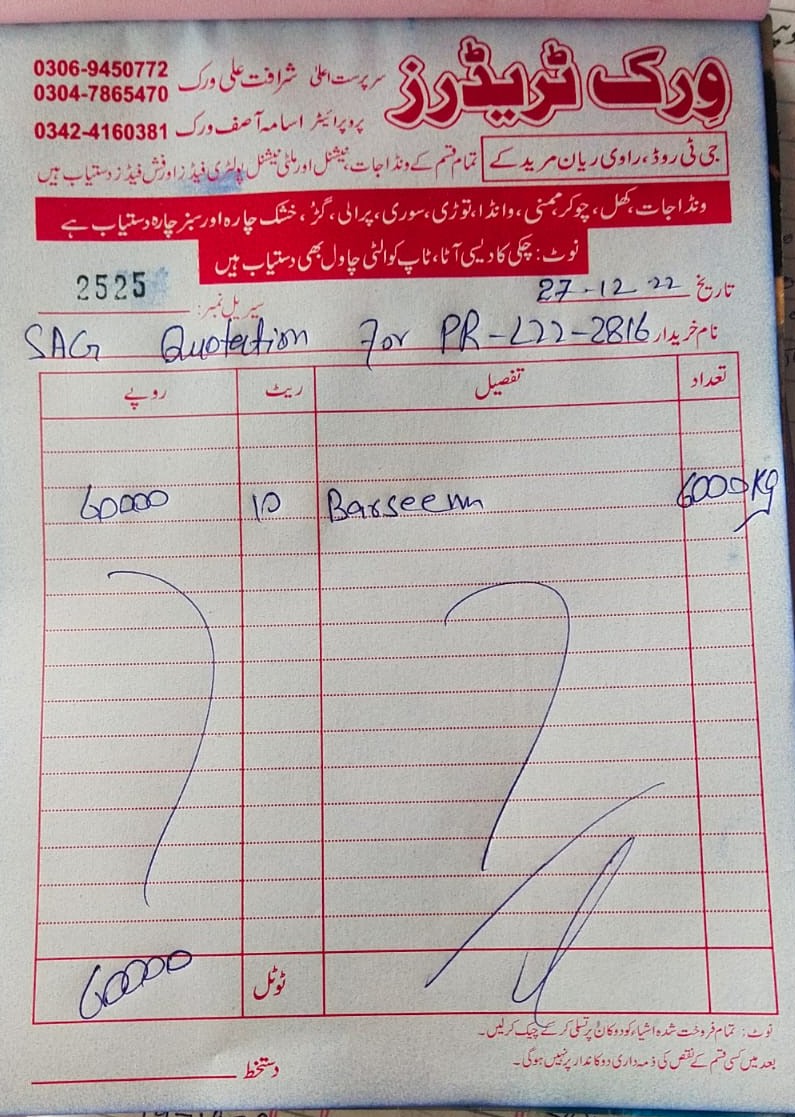 ورک ٹریڈرز
0306-9450772
0304-7865470
سرپرست اعلیٰ شرافت علی ورک
0342-4160381
پروپرائیٹر اسامہ آصف ورک
جی ٹی روڈ، راوی ریان مریدکے
تمام قسم کے ونڈا جات، نیشنل اور ملٹی نیشنل پولٹری فیڈز اور فش فیڈز دستیاب ہیں
ونڈا جات، کھل، چوکر، ممنی، وانڈا، توڑی، سوری، پرالی، گڑ، خشک چارہ اور سبز چارہ دستیاب ہے
نوٹ: چکی کا دیسی آٹا، ٹاپ کوالٹی چاول بھی دستیاب ہیں
تاریخ 27-12-22
سیریل نمبر: 2525
نام خریدار SAG Quotection For PR-L22-2816
تعداد تفصیل ریٹ روپے
6000 Kg Barseem 10 60000
ٹوٹل 60000
نوٹ: تمام فروخت شدہ اشیاء کو دوکان پر تسلی کر کے چیک کر لیں۔
بعد میں کسی قسم کے نقص کی ذمہ داری دوکاندار پر نہیں ہوگی۔
دستخط